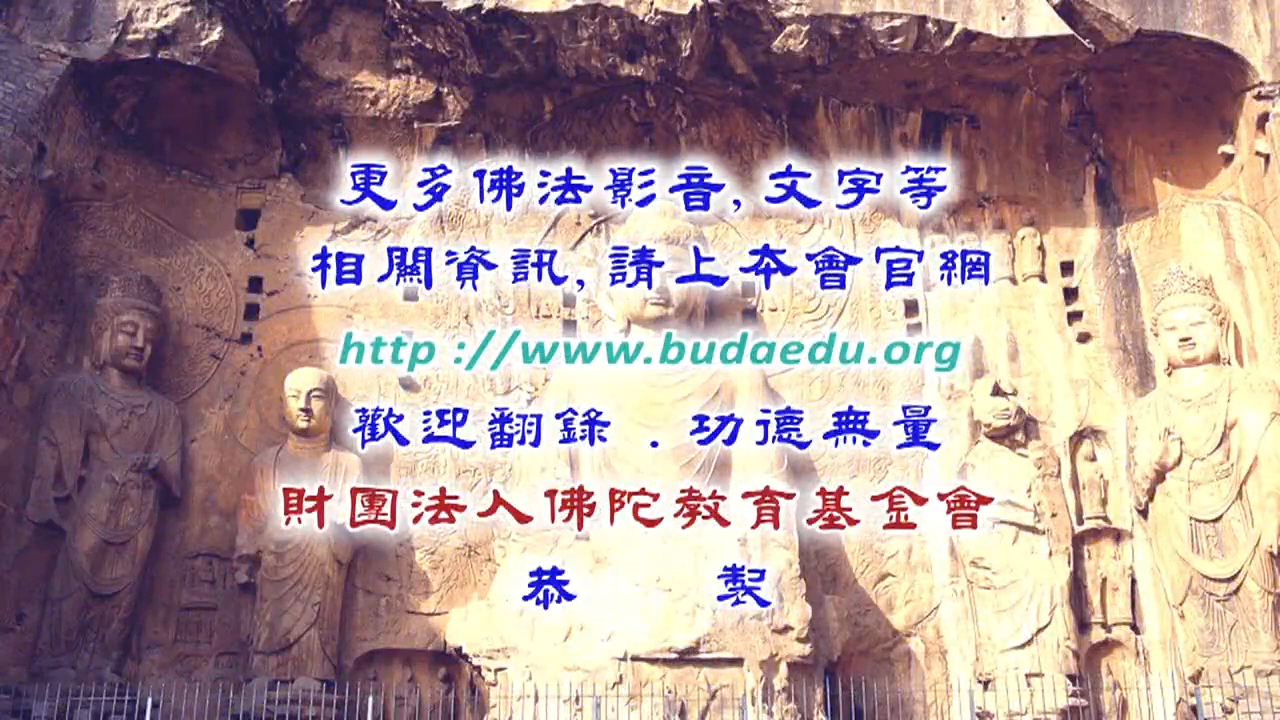 更多佛法影音,文字等
相關資訊,請上本會官網
http ://www.budaedu.org
歡迎翻錄 . 功德無量
財團法人佛陀教育基金會
恭 製